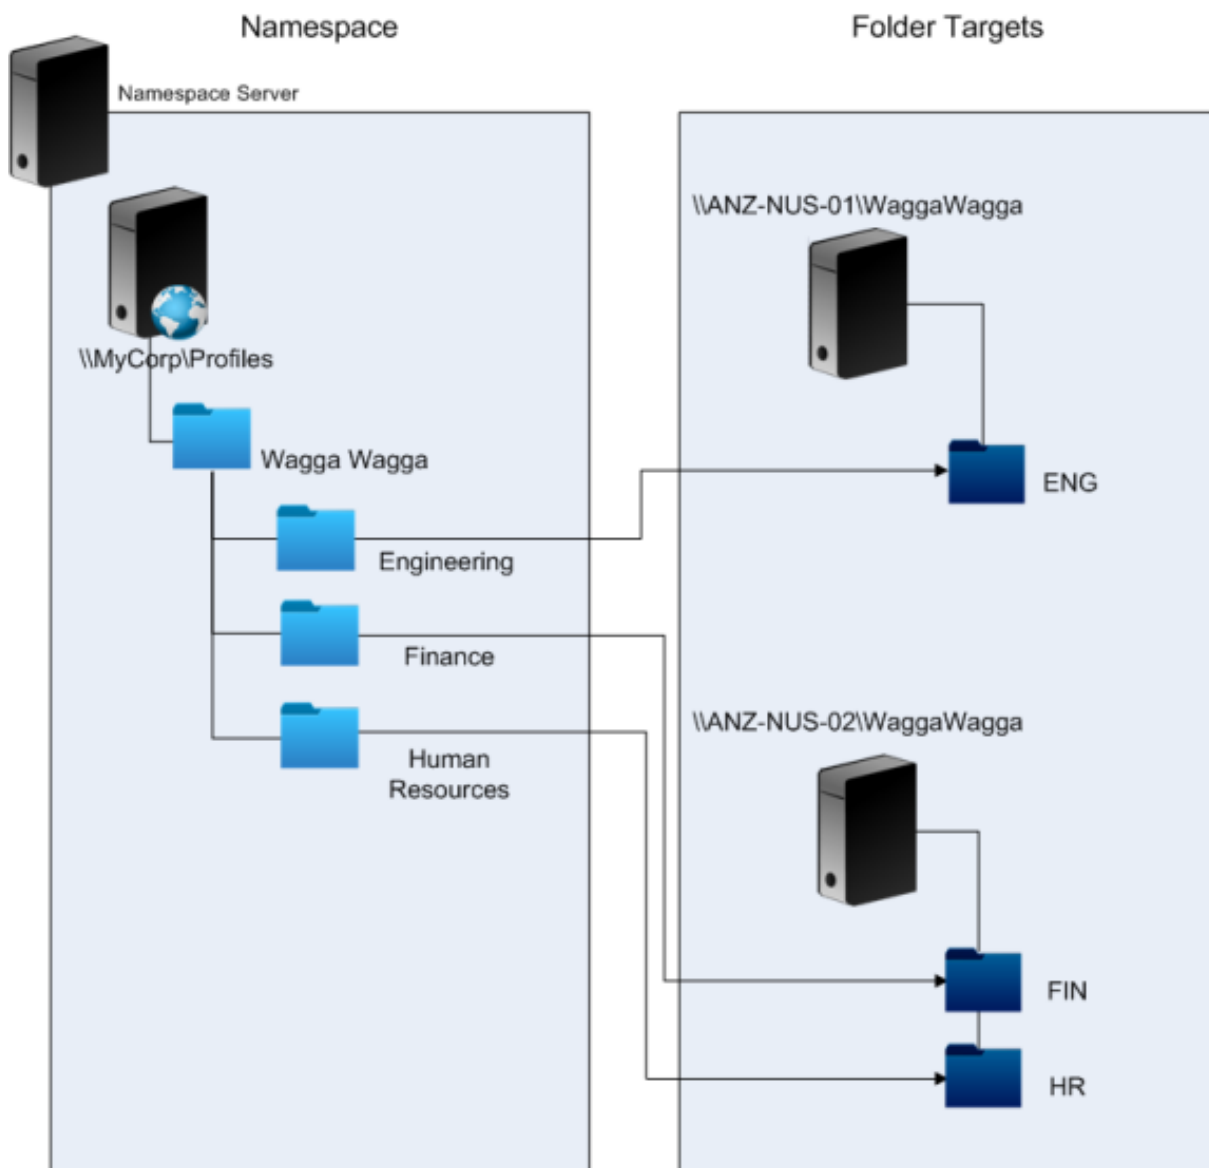 Namespace
Folder Targets
Namespace Server
\\MyCorp\Profiles
Wagga Wagga
Engineering
Finance
Human
Resources
\\ANZ-NUS-01\WaggaWagga
ENG
\\ANZ-NUS-02\WaggaWagga
FIN
HR